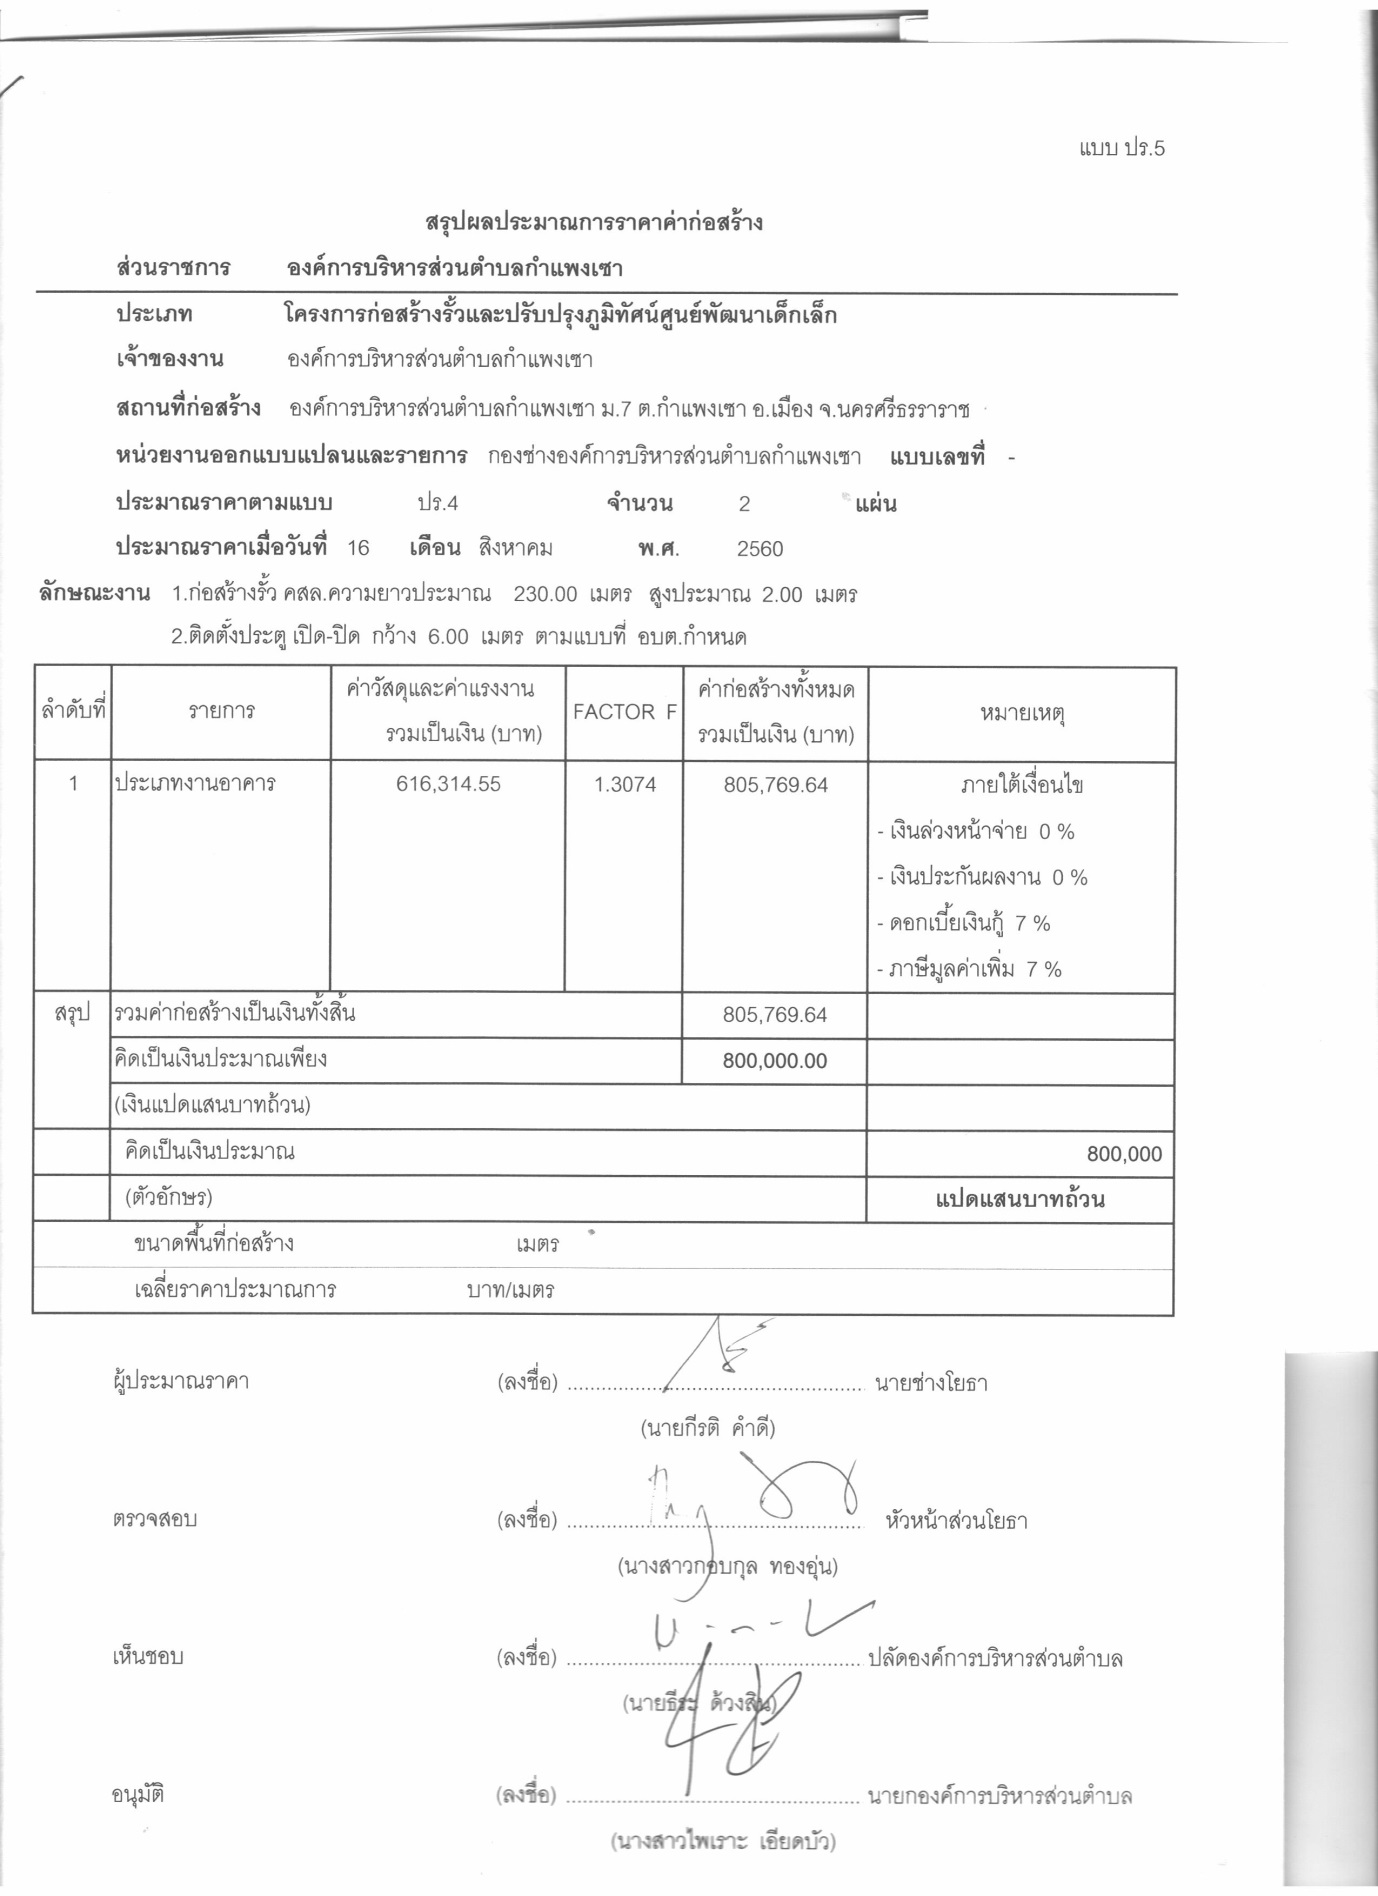 แบบ ปร.5
สรุปผลประมาณการราคาค่าก่อสร้าง
ส่วนราชการ องค์การบริหารส่วนตำบลกำแพงเซา
ประเภท โครงการก่อสร้างรั้วและปรับปรุงภูมิทัศน์ศูนย์พัฒนาเด็กเล็ก
เจ้าของงาน องค์การบริหารส่วนตำบลกำแพงเซา
สถานที่ก่อสร้าง องค์การบริหารส่วนตำบลกำแพงเซา ม.7 ต.กำแพงเซา อ.เมือง จ.นครศรีธรราราช
หน่วยงานออกแบบแปลนและรายการ กองช่างองค์การบริหารส่วนตำบลกำแพงเซา แบบเลขที่ -
ประมาณราคาตามแบบ ปร.4 จำนวน 2 แผ่น
ประมาณราคาเมื่อวันที่ 16 เดือน สิงหาคม พ.ศ. 2560
ลักษณะงาน 1.ก่อสร้างรั้ว คสล.ความยาวประมาณ 230.00 เมตร สูงประมาณ 2.00 เมตร
2.ติดตั้งประตู เปิด-ปิด กว้าง 6.00 เมตร ตามแบบที่ อบต.กำหนด
ลำดับที่ รายการ ค่าวัสดุและค่าแรงงาน รวมเป็นเงิน (บาท) FACTOR F ค่าก่อสร้างทั้งหมด รวมเป็นเงิน (บาท) หมายเหตุ
1 ประเภทงานอาคาร 616,314.55 1.3074 805,769.64 ภายใต้เงื่อนไข
- เงินล่วงหน้าจ่าย 0 %
- เงินประกันผลงาน 0 %
- ดอกเบี้ยเงินกู้ 7 %
- ภาษีมูลค่าเพิ่ม 7 %
สรุป รวมค่าก่อสร้างเป็นเงินทั้งสิ้น 805,769.64
คิดเป็นเงินประมาณเพียง 800,000.00
(เงินแปดแสนบาทถ้วน)
คิดเป็นเงินประมาณ 800,000
(ตัวอักษร) แปดแสนบาทถ้วน
ขนาดพื้นที่ก่อสร้าง เมตร
เฉลี่ยราคาประมาณการ บาท/เมตร
ผู้ประมาณราคา (ลงชื่อ) นายช่างโยธา
(นายกีรติ คำดี)
ตรวจสอบ (ลงชื่อ) หัวหน้าส่วนโยธา
(นางสาวกอบกุล ทองอุ่น)
เห็นชอบ (ลงชื่อ) ปลัดองค์การบริหารส่วนตำบล
(นายธีระ ด้วงสิน)
อนุมัติ (ลงชื่อ) นายกองค์การบริหารส่วนตำบล
(นางสาวไพเราะ เอียดบัว)